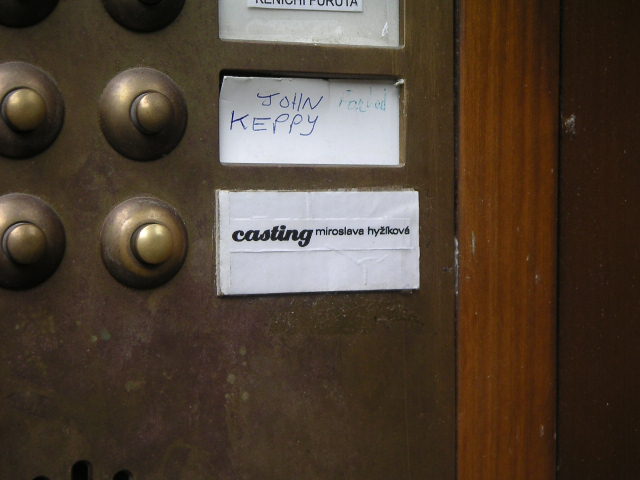 KENICHI FURUTA
JOHN
KEPPY
casting miroslava hyžíková